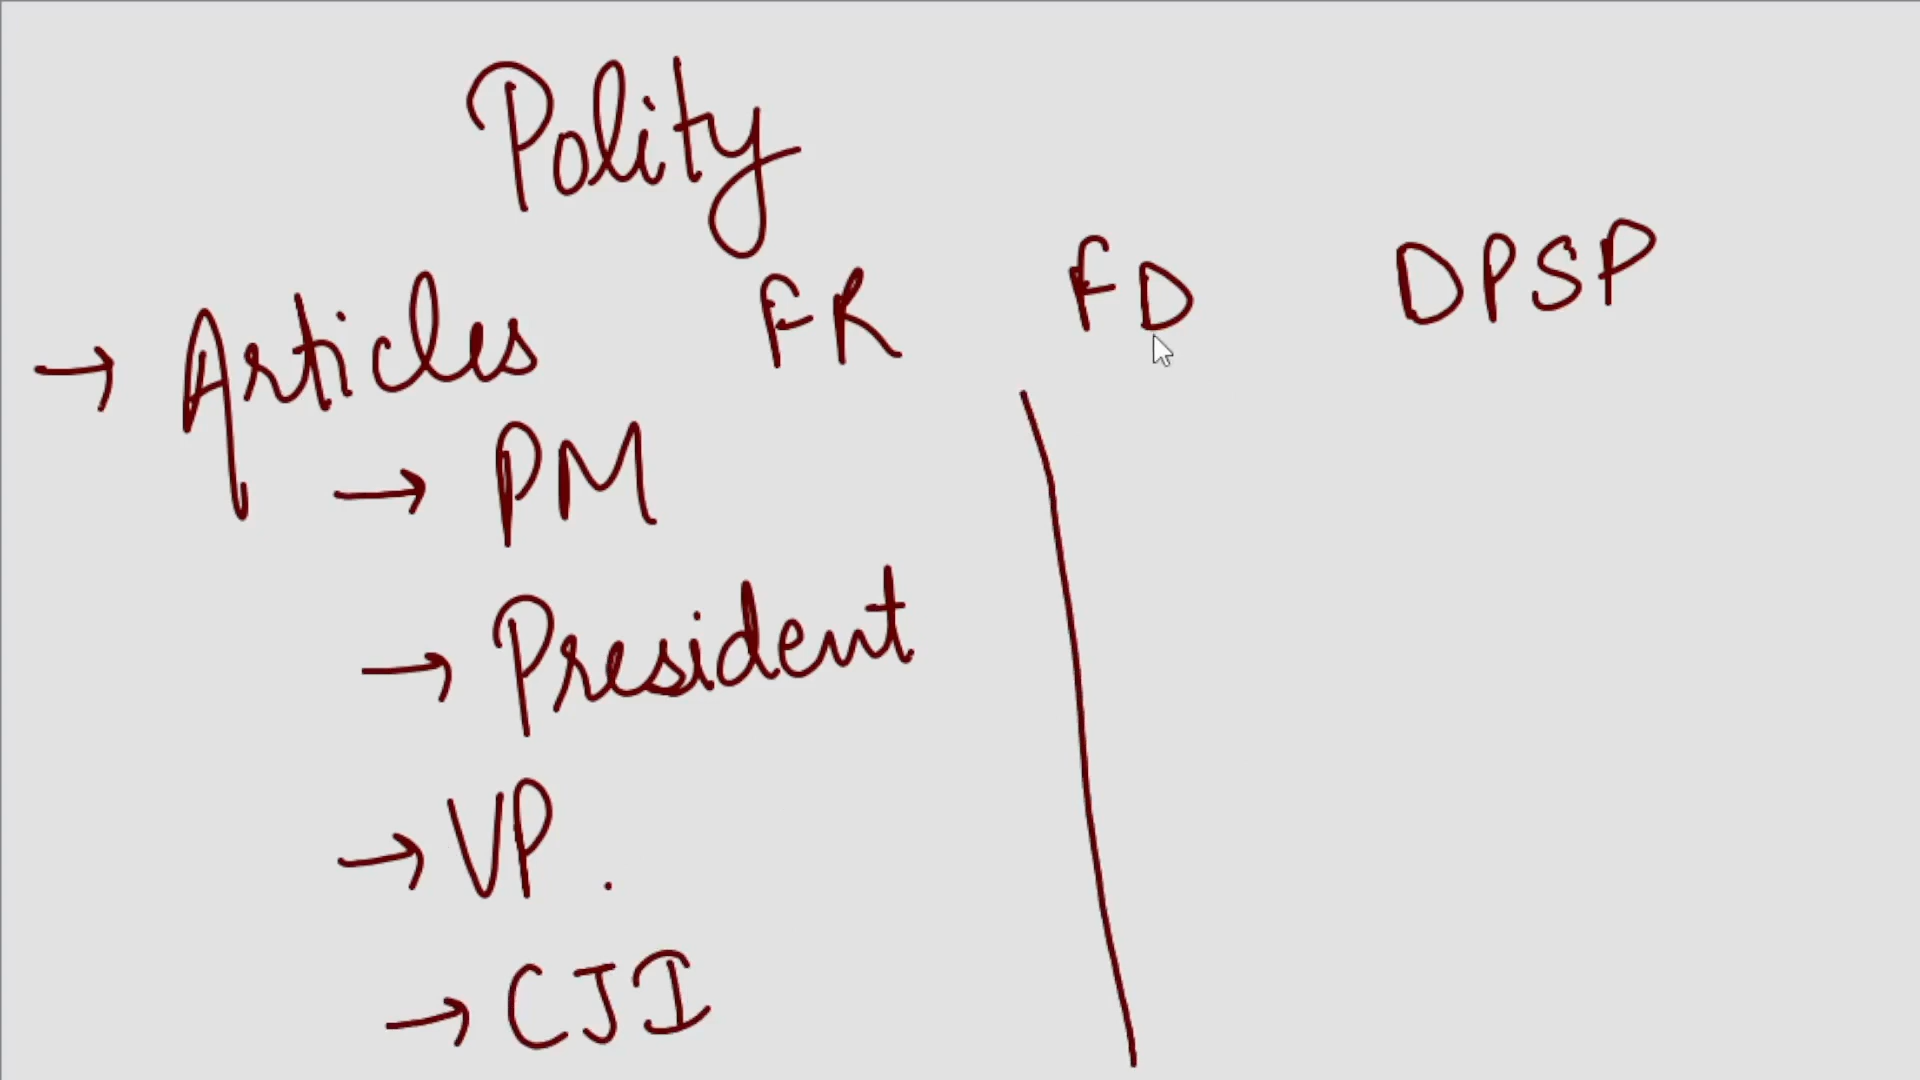 Polity
→ Articles FR FD DPSP
→ PM
→ President
→ VP.
→ CJI